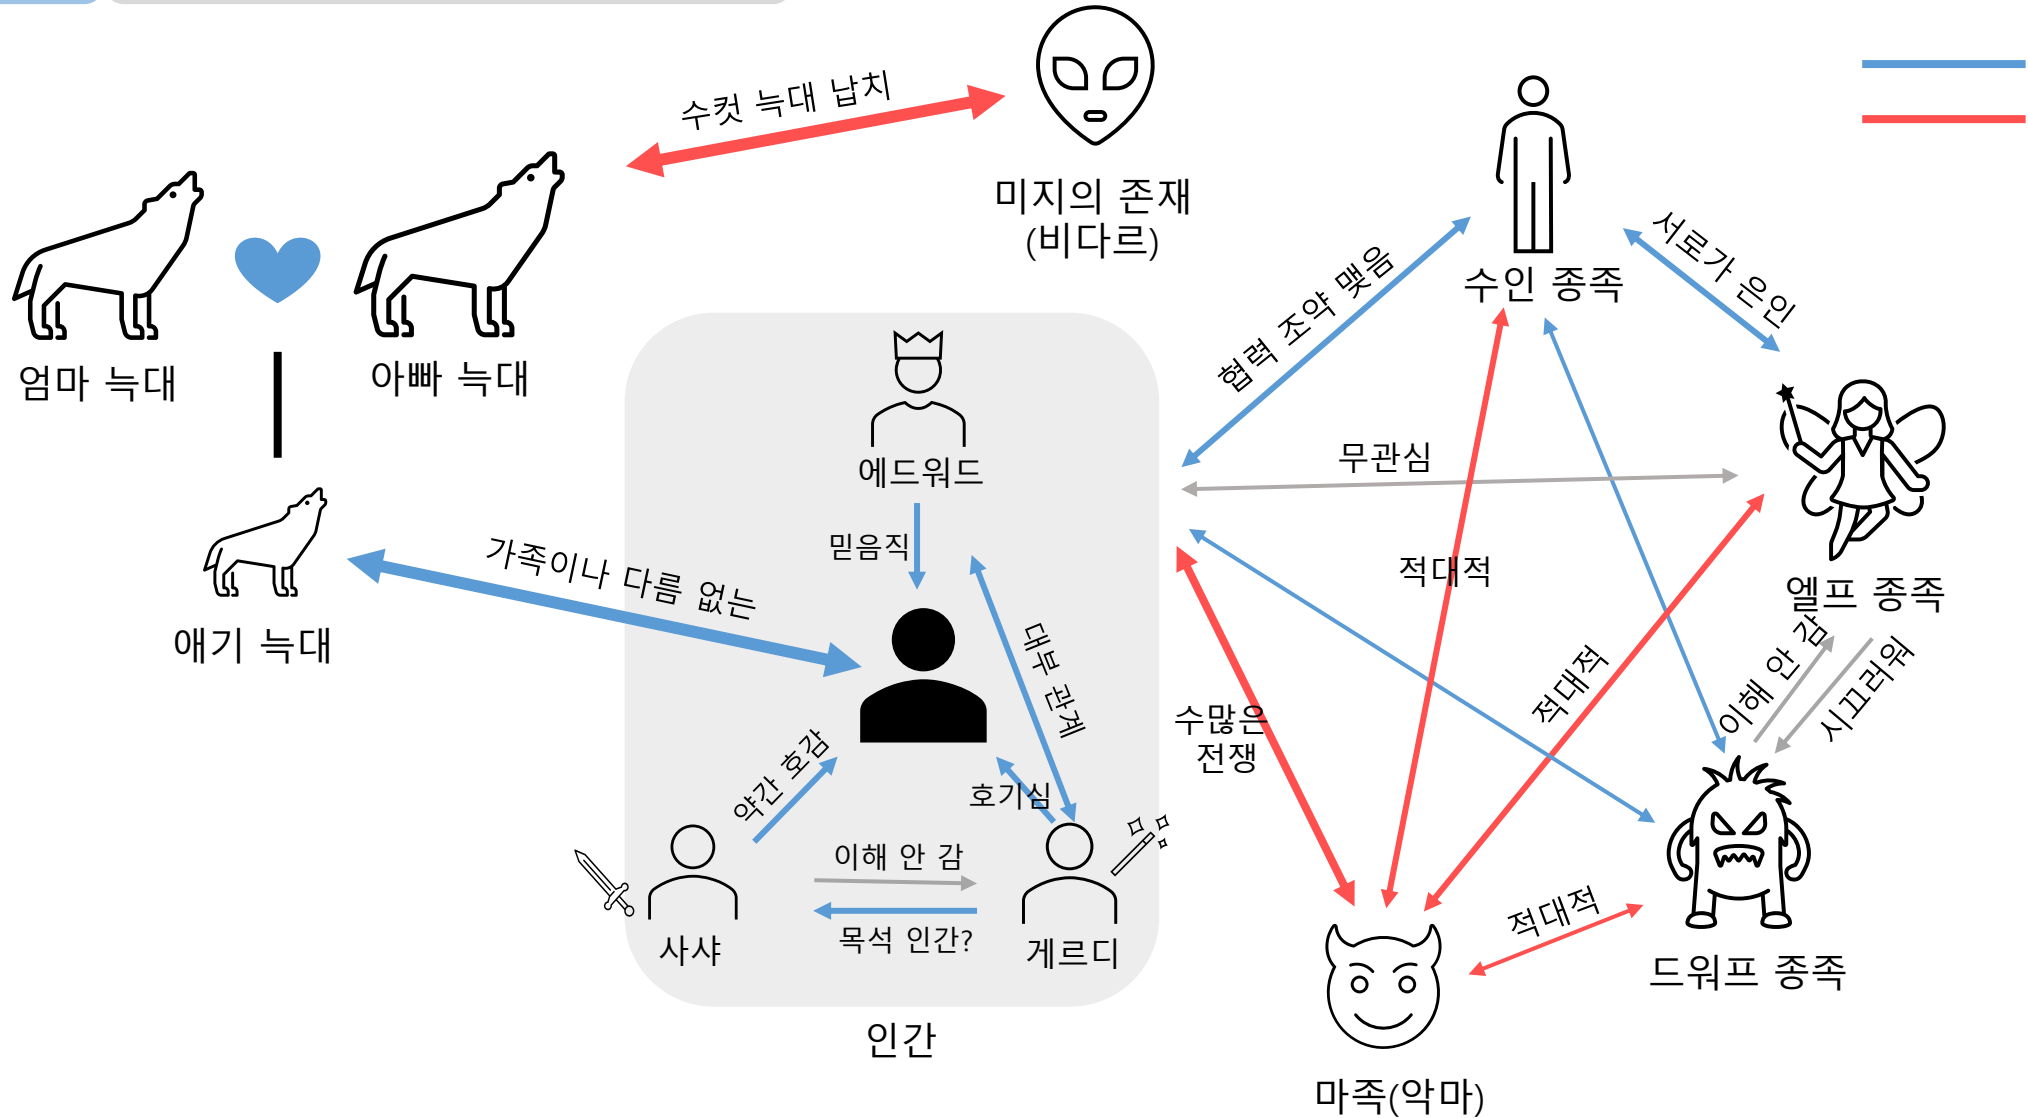 수컷 늑대 납치
미지의 존재
(비다르)
수인 종족
서로가 은인
협력 조약 맺음
엄마 늑대
아빠 늑대
에드워드
무관심
믿음직
가족이나 다름 없는
적대적
엘프 종족
애기 늑대
대부 관계
이해 안 감
시끄러워
적대적
수많은
전쟁
약간 호감
호기심
이해 안 감
목석 인간?
사샤
게르디
적대적
드워프 종족
인간
마족(악마)